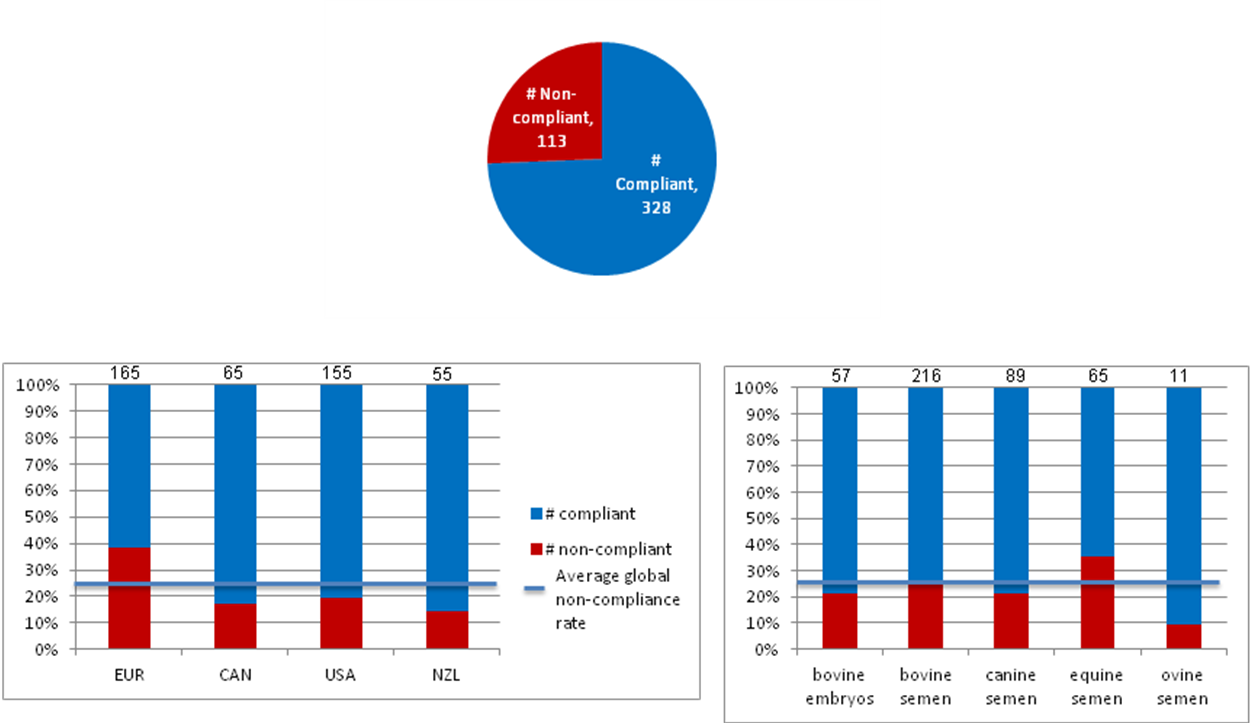 # Non-
compliant,
113
#
Compliant,
328
165 65 155 55
100%
90%
80%
70%
60%
50%
40%
30%
20%
10%
0%
EUR CAN USA NZL
# compliant
# non-compliant
Average global
non-compliance
rate
57 216 89 65 11
100%
90%
80%
70%
60%
50%
40%
30%
20%
10%
0%
bovine bovine canine equine ovine
embryos semen semen semen semen